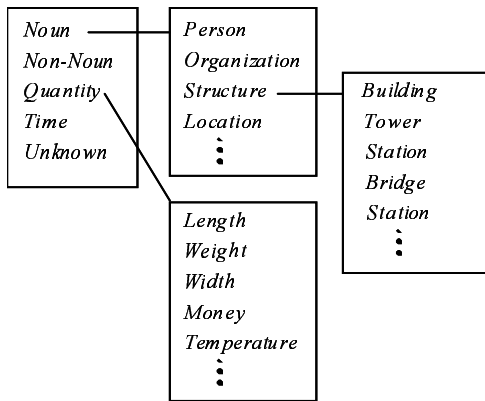 Noun
Non-Noun
Quantity
Time
Unknown
Person
Organization
Structure
Location
Building
Tower
Station
Bridge
Station
Length
Weight
Width
Money
Temperature